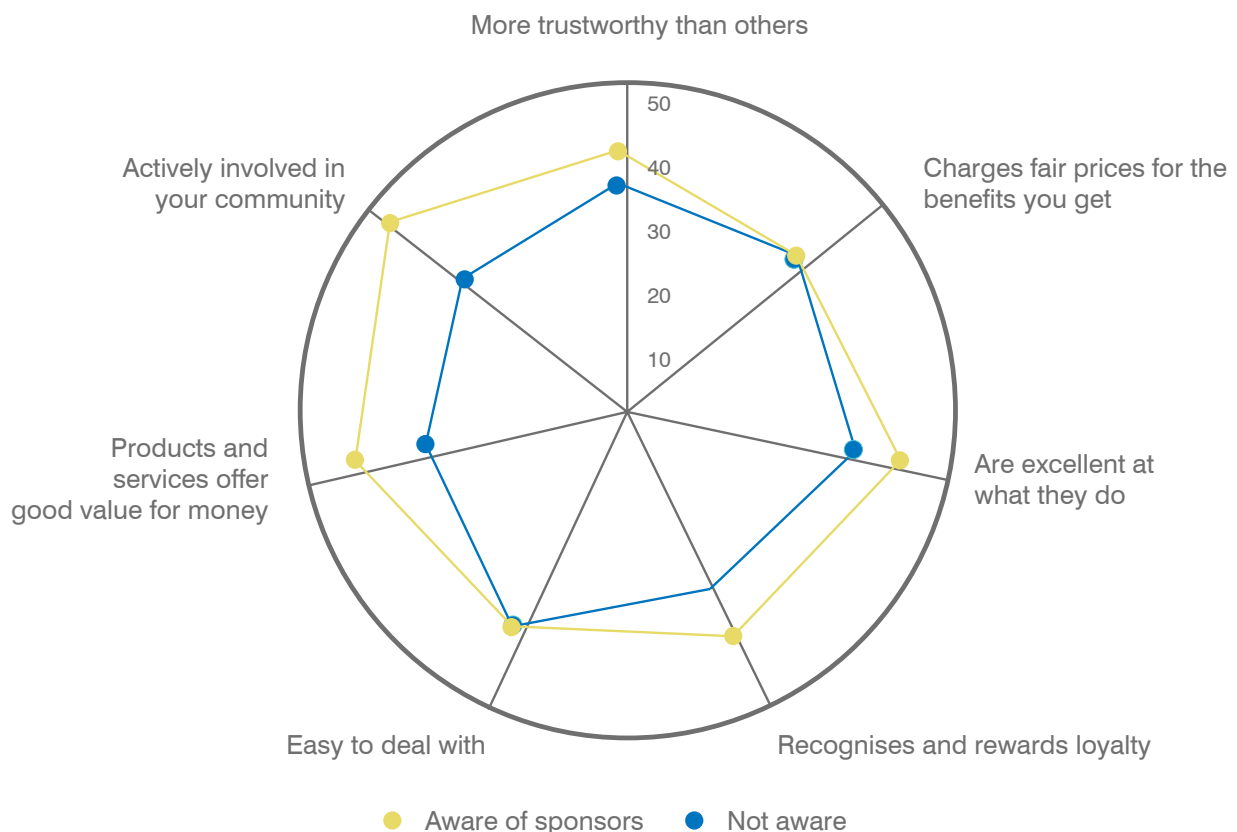 More trustworthy than others
50
40
30
20
10
Actively involved in
your community
Charges fair prices for the
benefits you get
Products and
services offer
good value for money
Are excellent at
what they do
Easy to deal with
Recognises and rewards loyalty
Aware of sponsors
Not aware